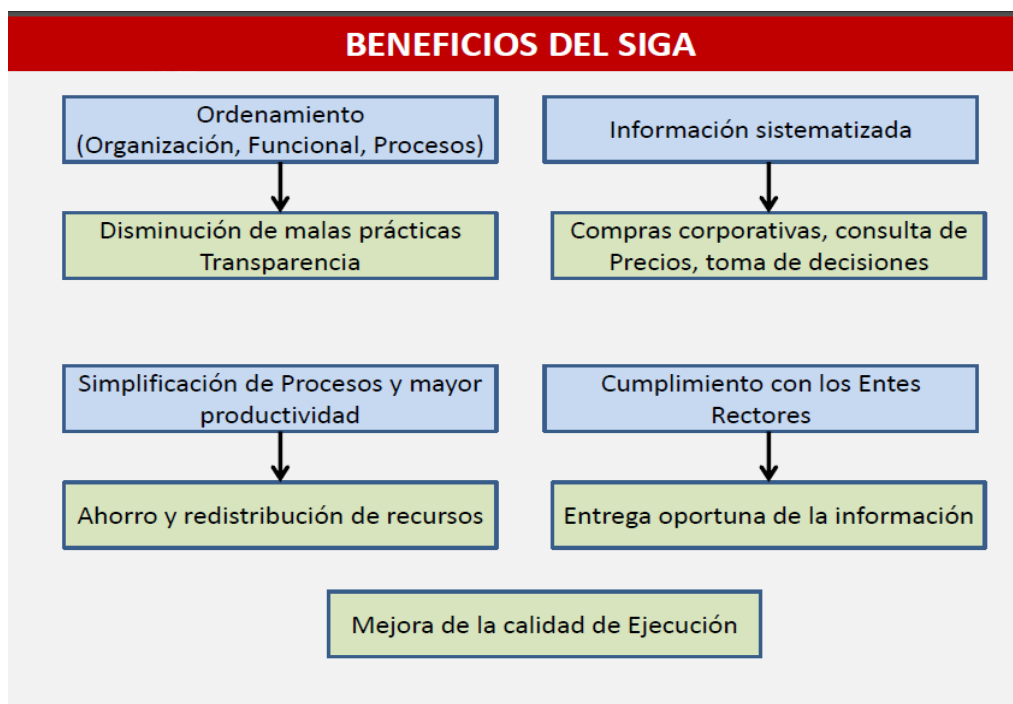 BENEFICIOS DEL SIGA
Ordenamiento
(Organización, Funcional, Procesos)
Disminución de malas prácticas
Transparencia
Información sistematizada
Compras corporativas, consulta de
Precios, toma de decisiones
Simplificación de Procesos y mayor
productividad
Ahorro y redistribución de recursos
Cumplimiento con los Entes
Rectores
Entrega oportuna de la información
Mejora de la calidad de Ejecución